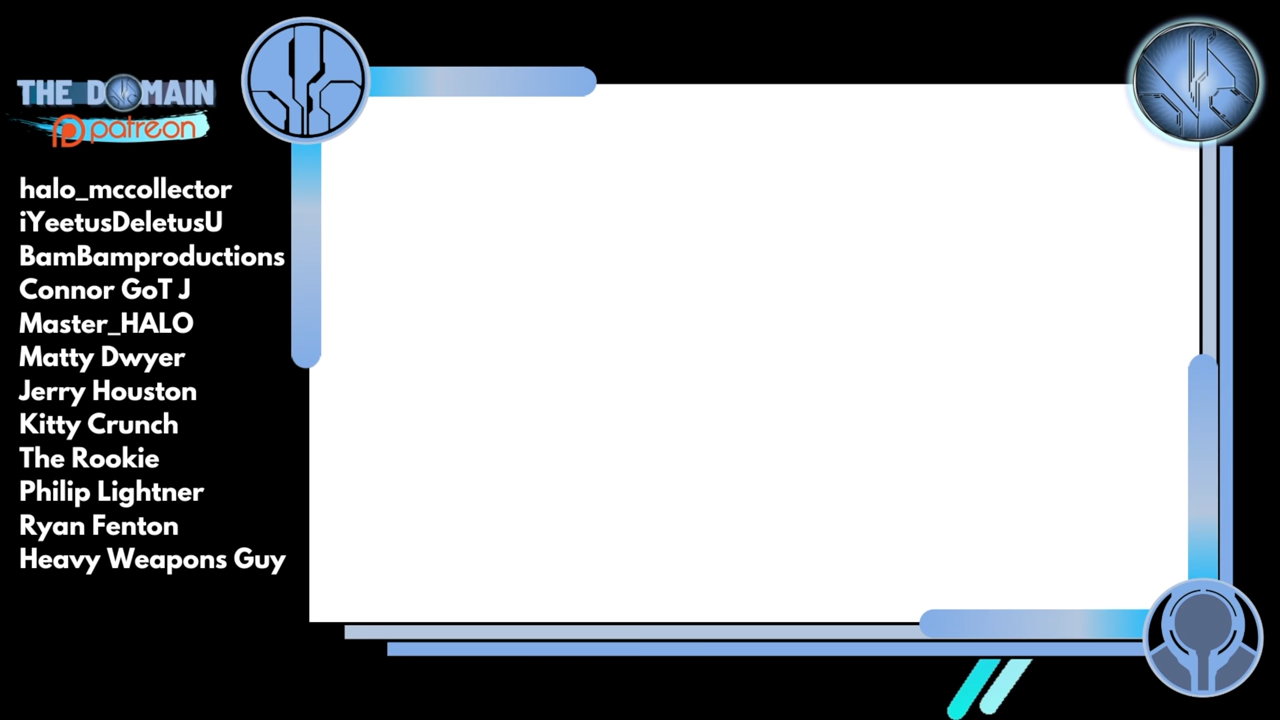 THE DOMAIN
patreon
halo_mccollector
iYeetusDeletusU
BamBamproductions
Connor GoT J
Master_HALO
Matty Dwyer
Jerry Houston
Kitty Crunch
The Rookie
Philip Lightner
Ryan Fenton
Heavy Weapons Guy